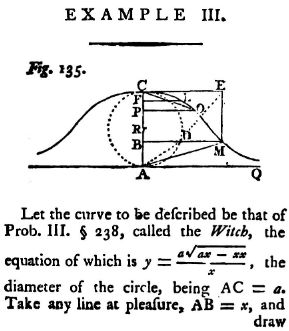 EXAMPLE III.
Fig. 135.
C E
F
P O
R
B D M
A Q
Let the curve to be deſcribed be that of
Prob. III. § 238, called the Witch, the
equation of which is y = a√ax − xx / x, the
diameter of the circle, being AC = a.
Take any line at pleaſure, AB = x, and
draw